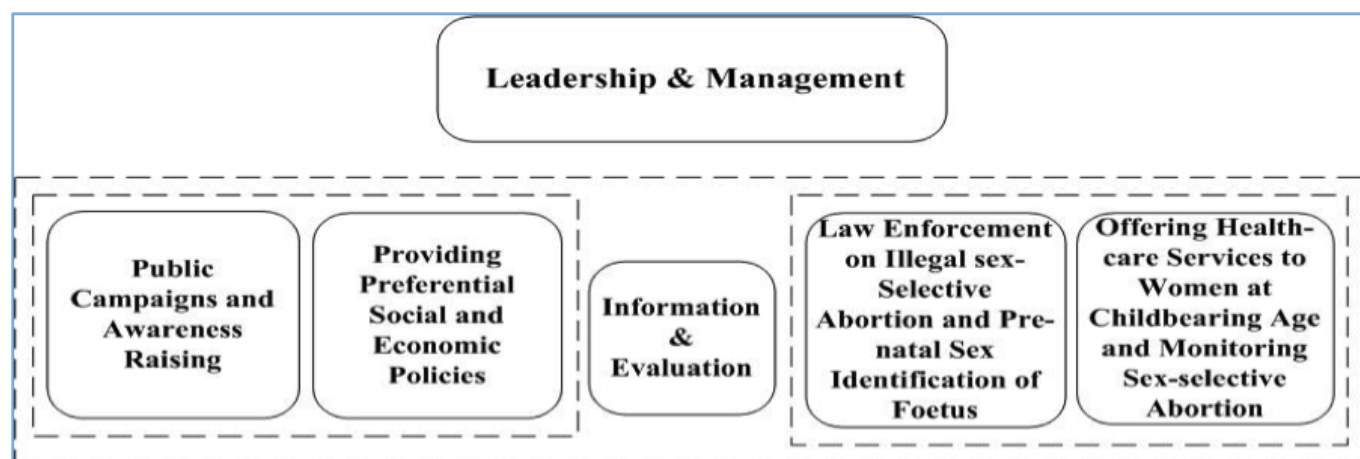 Leadership & Management
Public
Campaigns and
Awareness
Raising
Providing
Preferential
Social and
Economic
Policies
Information
&
Evaluation
Law Enforcement
on Illegal sex-
Selective
Abortion and Pre-
natal Sex
Identification of
Foetus
Offering Health-
care Services to
Women at
Childbearing Age
and Monitoring
Sex-selective
Abortion